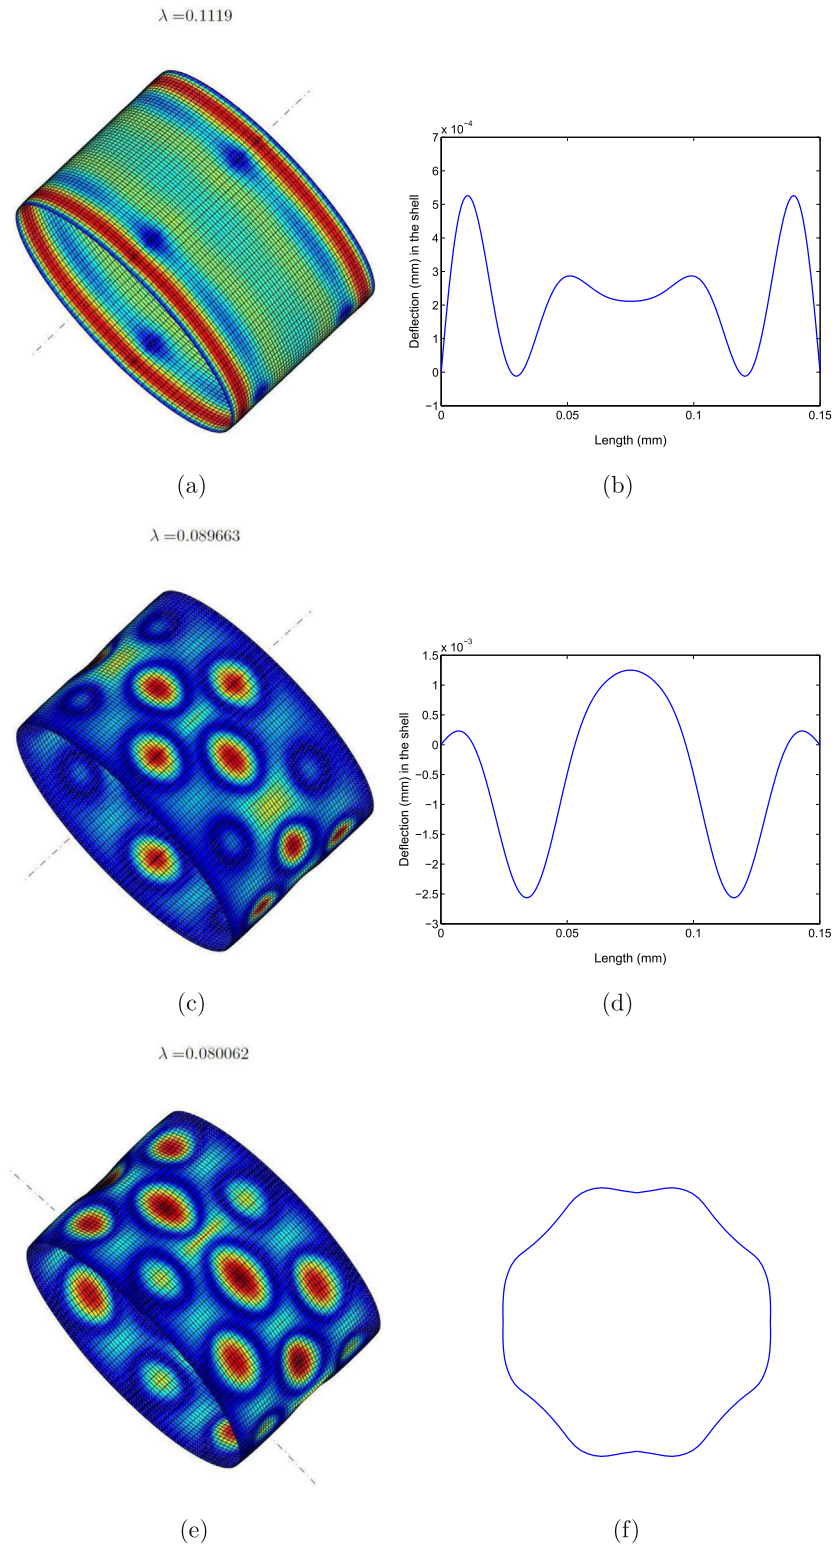 λ =0.1119
x 10⁻⁴
7
6
5
4
3
2
1
0
−1
0
0.05
0.1
0.15
Deflection (mm) in the shell
Length (mm)
(a)
(b)
λ =0.089663
x 10⁻³
1.5
1
0.5
0
−0.5
−1
−1.5
−2
−2.5
−3
0
0.05
0.1
0.15
Deflection (mm) in the shell
Length (mm)
(c)
(d)
λ =0.080062
(e)
(f)